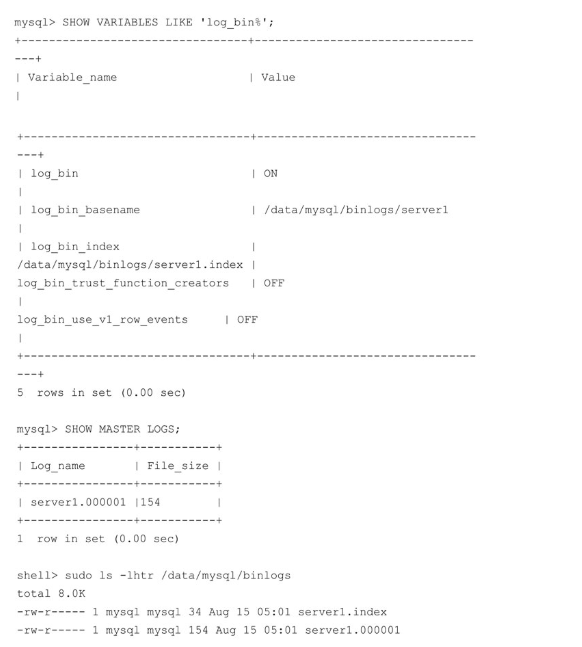 mysql> SHOW VARIABLES LIKE 'log_bin%';
+---------------------------------+--------------------------------
---+
| Variable_name | Value
|
+---------------------------------+--------------------------------
---+
| log_bin | ON
|
| log_bin_basename | /data/mysql/binlogs/server1
|
| log_bin_index |
/data/mysql/binlogs/server1.index |
log_bin_trust_function_creators | OFF
|
log_bin_use_v1_row_events | OFF
|
+---------------------------------+--------------------------------
---+
5 rows in set (0.00 sec)
mysql> SHOW MASTER LOGS;
+----------------+-----------+
| Log_name | File_size |
+----------------+-----------+
| server1.000001 |154 |
+----------------+-----------+
1 row in set (0.00 sec)
shell> sudo ls -lhtr /data/mysql/binlogs
total 8.0K
-rw-r----- 1 mysql mysql 34 Aug 15 05:01 server1.index
-rw-r----- 1 mysql mysql 154 Aug 15 05:01 server1.000001